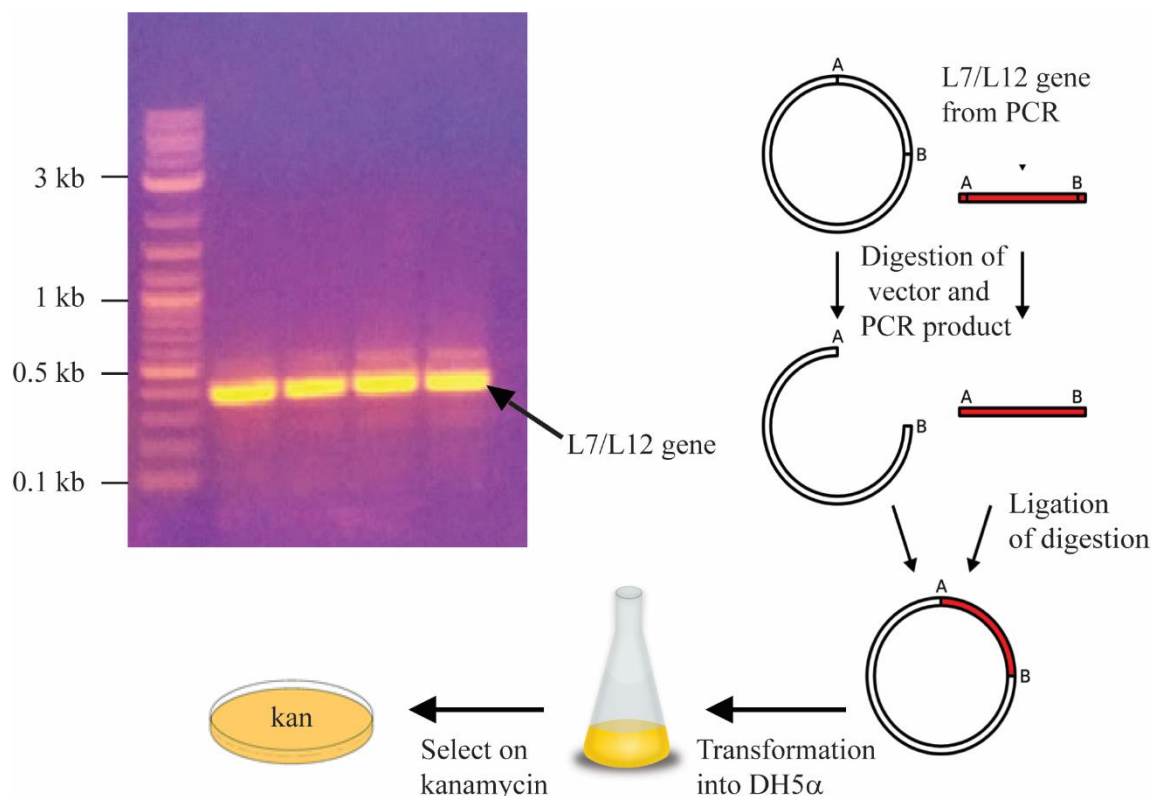 3 kb
1 kb
0.5 kb
0.1 kb
L7/L12 gene
A
B
L7/L12 gene
from PCR
A
B
Digestion of
vector and
PCR product
A
B
A
B
Ligation
of digestion
A
B
Transformation
into DH5α
Select on
kanamycin
kan